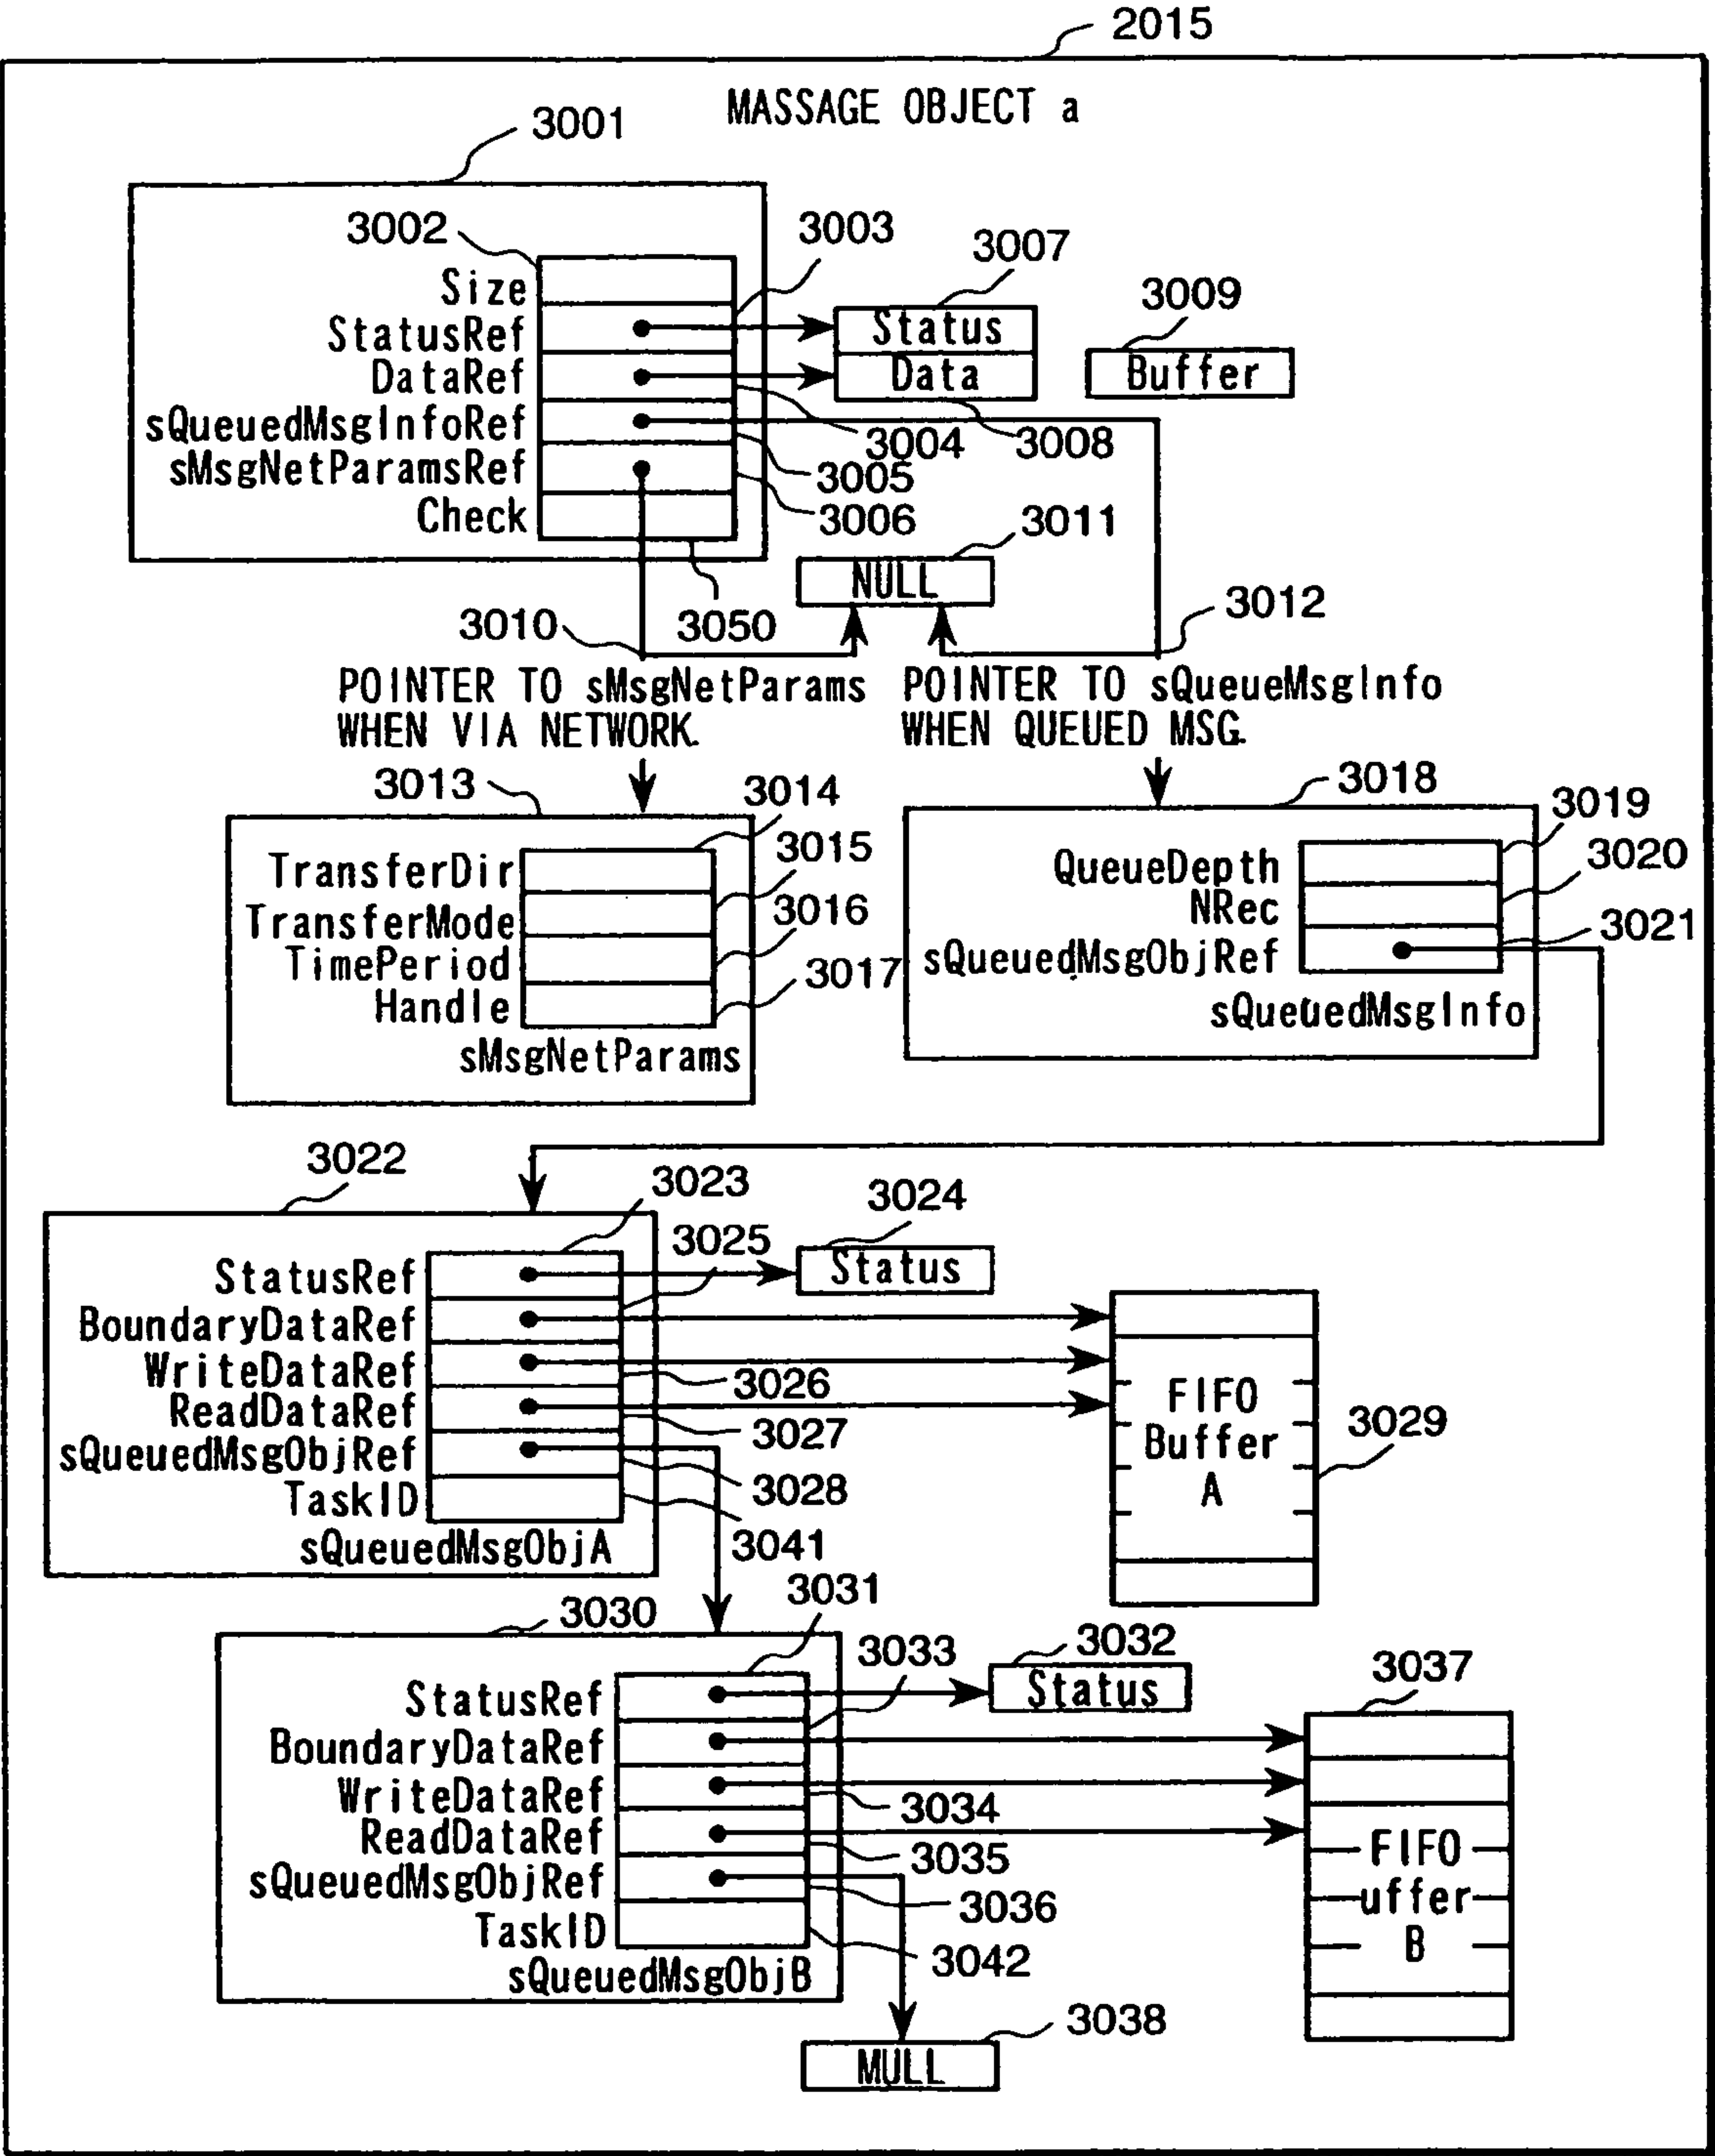 2015
MASSAGE OBJECT a
3001
3002
3003
3007
3009
Size
StatusRef
Status
DataRef
Data
Buffer
sQueuedMsgInfoRef
3004
3008
sMsgNetParamsRef
3005
Check
3006
3011
NULL
3010
3050
3012
POINTER TO sMsgNetParams
WHEN VIA NETWORK.
POINTER TO sQueueMsgInfo
WHEN QUEUED MSG.
3013
3014
3015
3016
3017
TransferDir
TransferMode
TimePeriod
Handle
sMsgNetParams
3018
3019
3020
3021
QueueDepth
NRec
sQueuedMsgObjRef
sQueuedMsgInfo
3022
3023
3024
3025
StatusRef
Status
BoundaryDataRef
WriteDataRef
3026
ReadDataRef
3027
sQueuedMsgObjRef
3028
TaskID
3041
sQueuedMsgObjA
FIFO
Buffer
A
3029
3030
3031
3032
3033
3037
StatusRef
Status
BoundaryDataRef
WriteDataRef
3034
ReadDataRef
3035
sQueuedMsgObjRef
3036
TaskID
3042
sQueuedMsgObjB
FIFO
uffer
B
3038
MULL